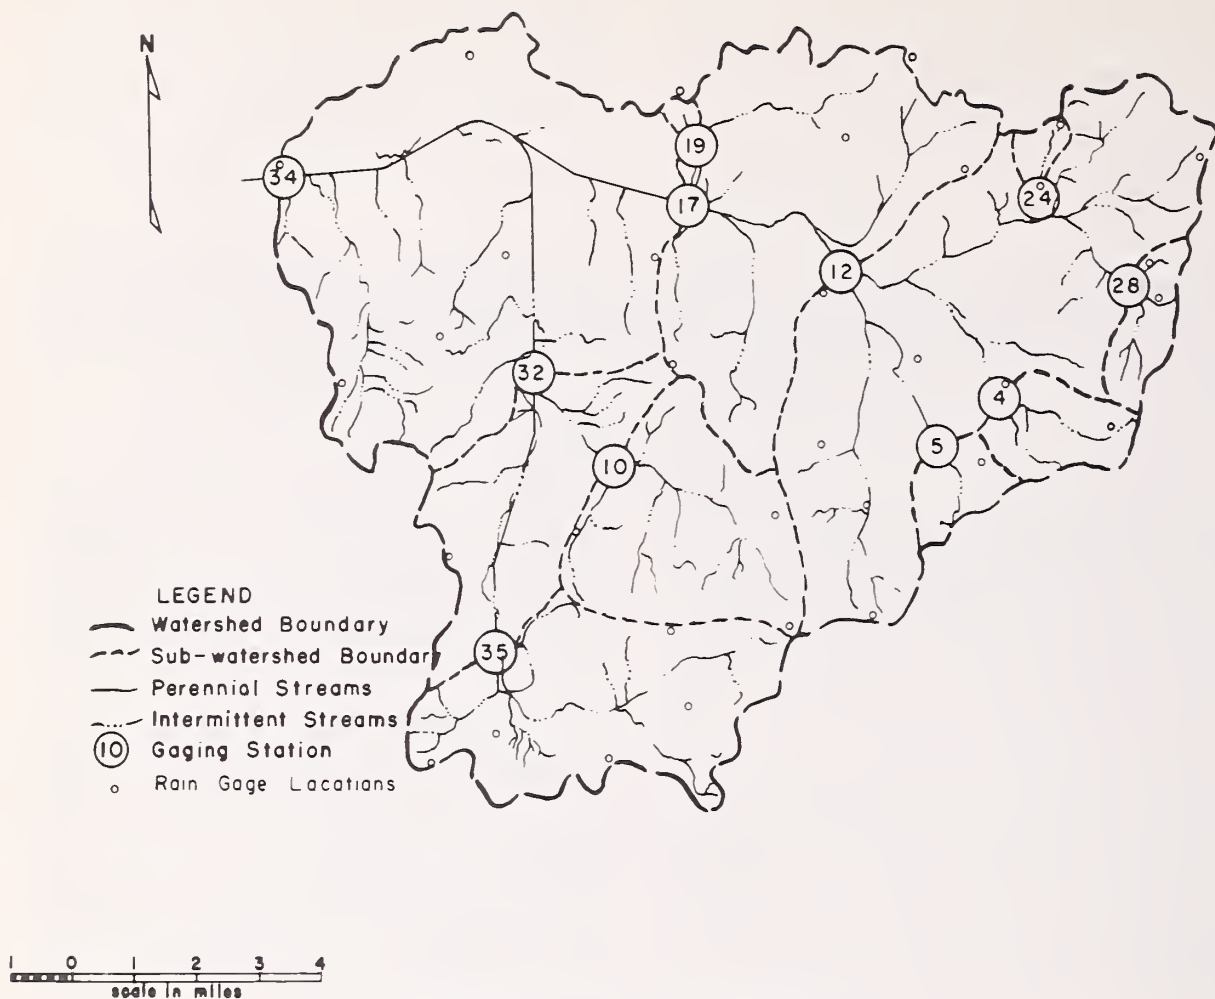 N
19
34
24
17
12
28
32
4
5
10
35
LEGEND
Watershed Boundary
Sub-watershed Boundary
Perennial Streams
Intermittent Streams
10 Gaging Station
Rain Gage Locations
1 0 1 2 3 4
scale in miles